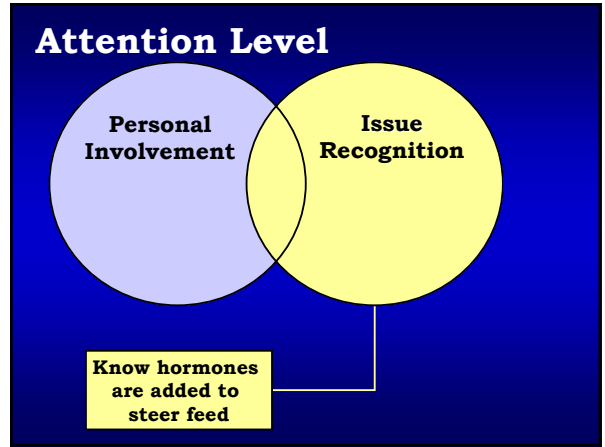 Attention Level
Personal
Involvement
Issue
Recognition
Know hormones
are added to
steer feed